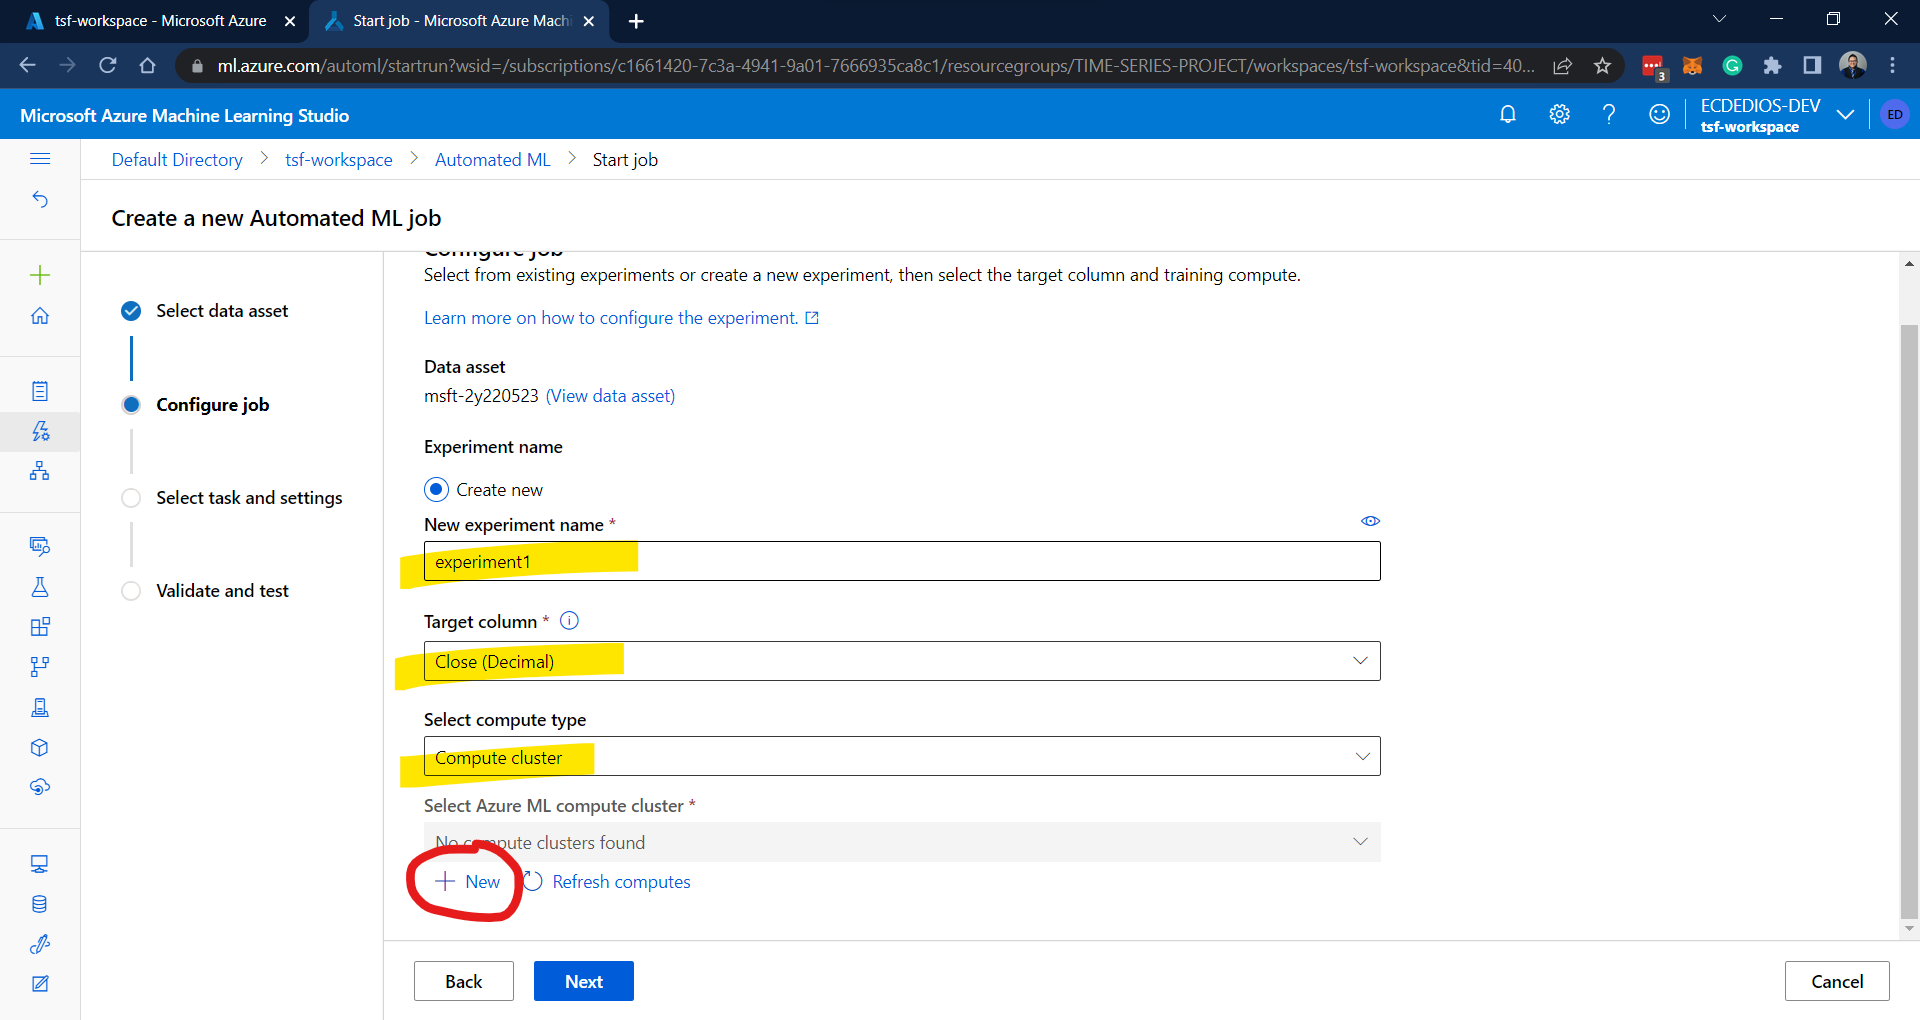 tsf-workspace - Microsoft Azure
Start job - Microsoft Azure Machi
ml.azure.com/automl/startrun?wsid=/subscriptions/c1661420-7c3a-4941-9a01-7666935ca8c1/resourcegroups/TIME-SERIES-PROJECT/workspaces/tsf-workspace&tid=40...
3
Microsoft Azure Machine Learning Studio
ECDEDIOS-DEV
tsf-workspace
ED
Default Directory > tsf-workspace > Automated ML > Start job
Create a new Automated ML job
Select data asset
Configure job
Select task and settings
Validate and test
Configure job
Select from existing experiments or create a new experiment, then select the target column and training compute.
Learn more on how to configure the experiment.
Data asset
msft-2y220523 (View data asset)
Experiment name
Create new
New experiment name *
experiment1
Target column *
Close (Decimal)
Select compute type
Compute cluster
Select Azure ML compute cluster *
No compute clusters found
New
Refresh computes
Back
Next
Cancel